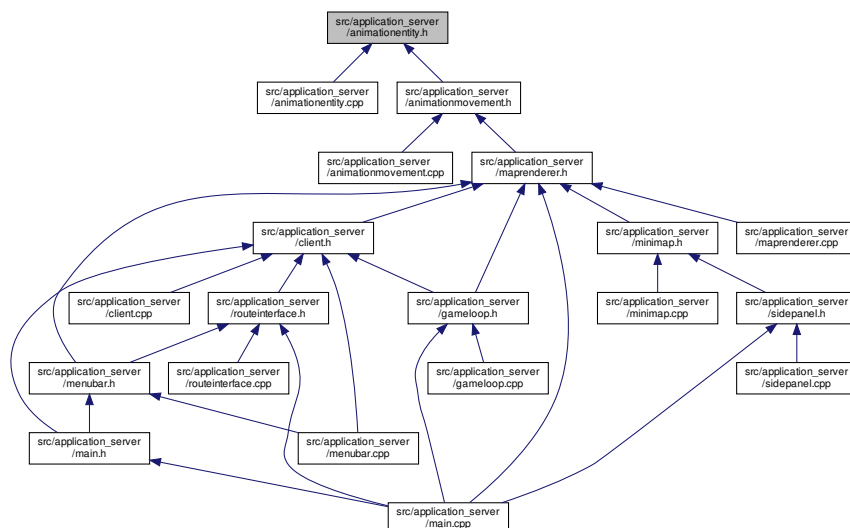 src/application_server
/animationentity.h
src/application_server
/animationentity.cpp
src/application_server
/animationmovement.h
src/application_server
/animationmovement.cpp
src/application_server
/maprenderer.h
src/application_server
/client.h
src/application_server
/minimap.h
src/application_server
/maprenderer.cpp
src/application_server
/client.cpp
src/application_server
/routeinterface.h
src/application_server
/gameloop.h
src/application_server
/minimap.cpp
src/application_server
/sidepanel.h
src/application_server
/menubar.h
src/application_server
/routeinterface.cpp
src/application_server
/gameloop.cpp
src/application_server
/sidepanel.cpp
src/application_server
/main.h
src/application_server
/menubar.cpp
src/application_server
/main.cpp